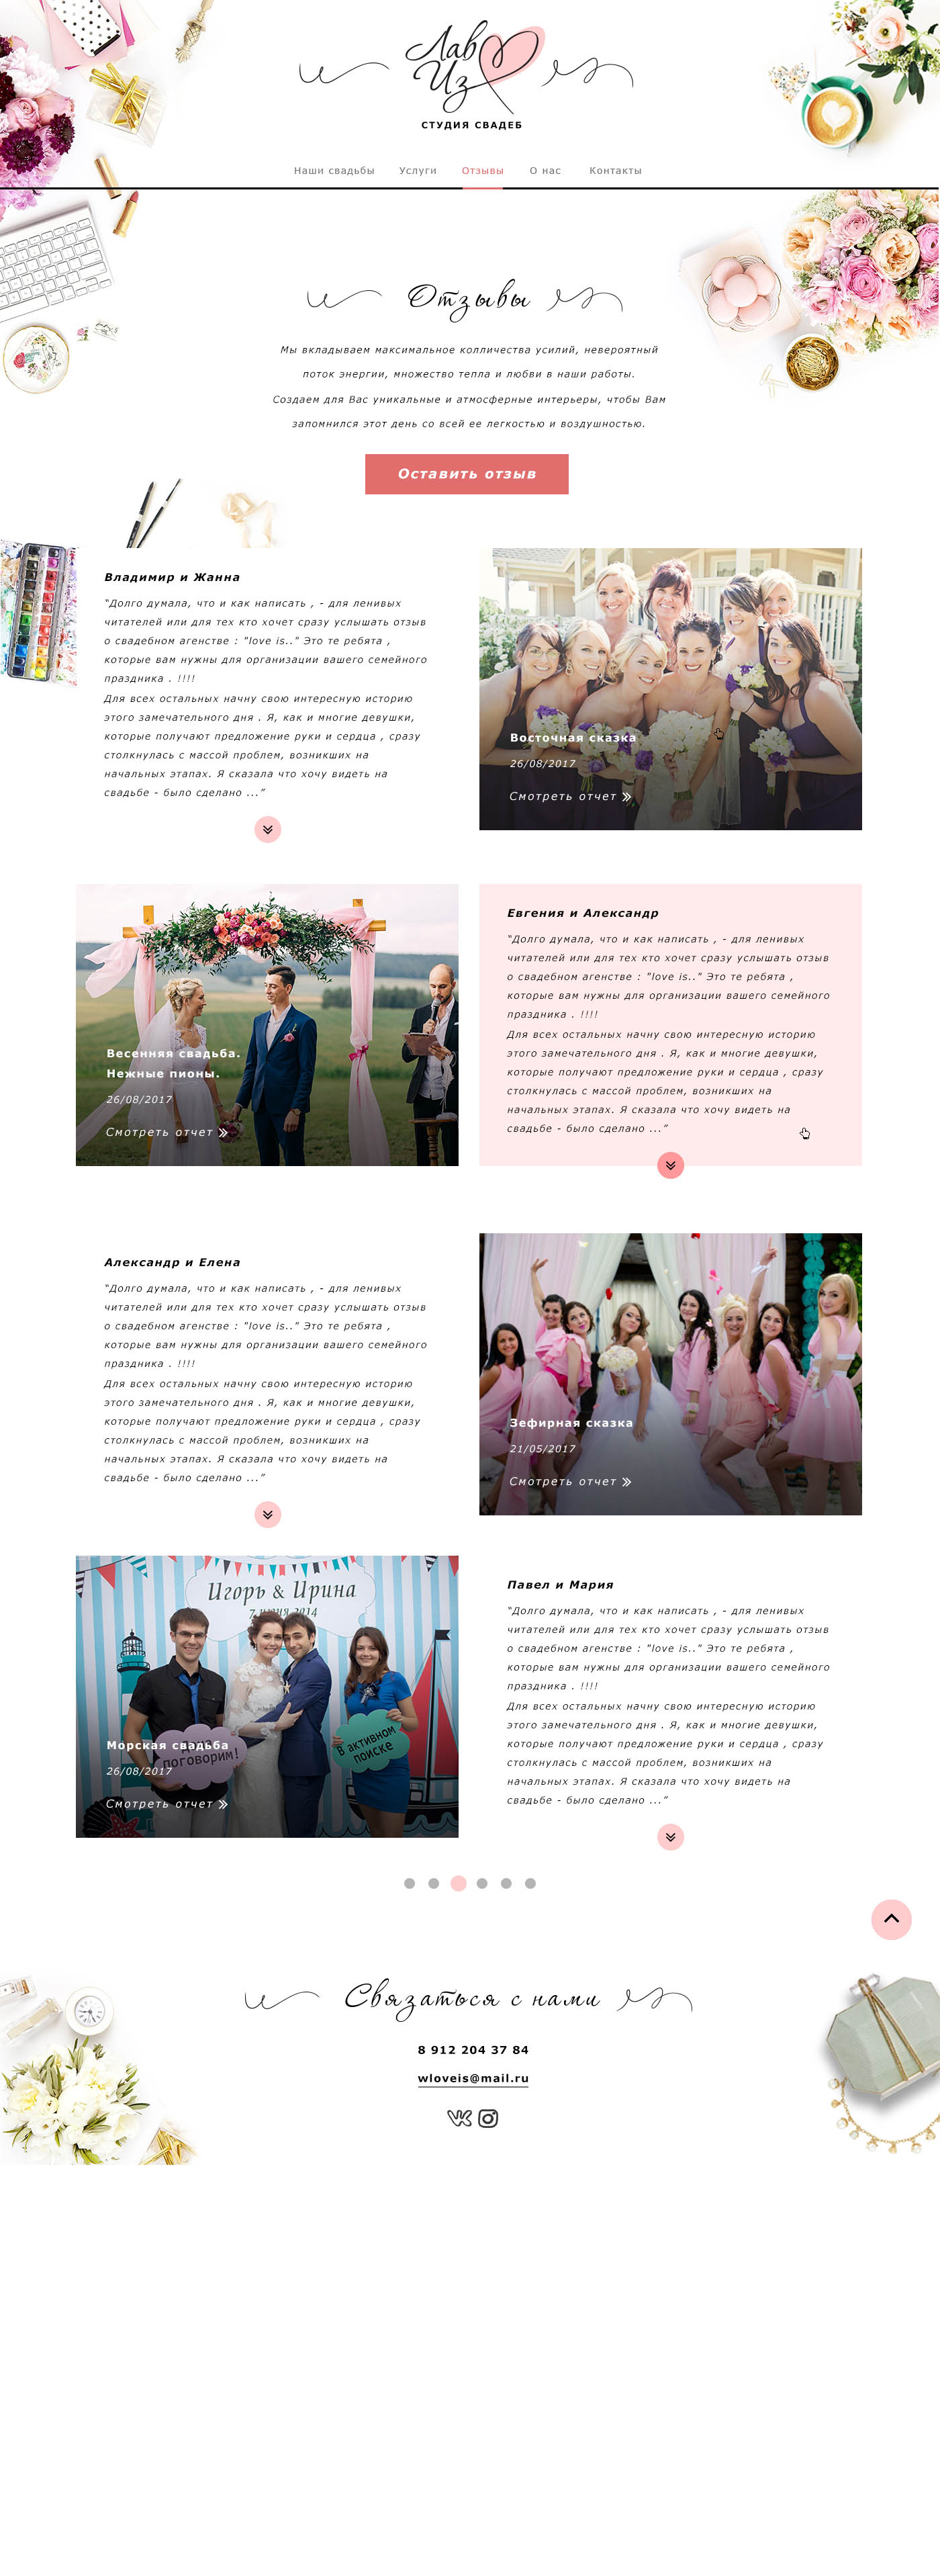 Лав
Из
СТУДИЯ СВАДЕБ
Наши свадьбы Услуги Отзывы О нас Контакты
Отзывы
Мы вкладываем максимальное колличества усилий, невероятный
поток энергии, множество тепла и любви в наши работы.
Создаем для Вас уникальные и атмосферные интерьеры, чтобы Вам
запомнился этот день со всей ее легкостью и воздушностью.
Оставить отзыв
Владимир и Жанна
"Долго думала, что и как написать , - для ленивых
читателей или для тех кто хочет сразу услышать отзыв
о свадебном агенстве : "love is.." Это те ребята ,
которые вам нужны для организации вашего семейного
праздника . !!!!
Для всех остальных начну свою интересную историю
этого замечательного дня . Я, как и многие девушки,
которые получают предложение руки и сердца , сразу
столкнулась с массой проблем, возникших на
начальных этапах. Я сказала что хочу видеть на
свадьбе - было сделано ..."
Восточная сказка
26/08/2017
Смотреть отчет
Весенняя свадьба.
Нежные пионы.
26/08/2017
Смотреть отчет
Евгения и Александр
"Долго думала, что и как написать , - для ленивых
читателей или для тех кто хочет сразу услышать отзыв
о свадебном агенстве : "love is.." Это те ребята ,
которые вам нужны для организации вашего семейного
праздника . !!!!
Для всех остальных начну свою интересную историю
этого замечательного дня . Я, как и многие девушки,
которые получают предложение руки и сердца , сразу
столкнулась с массой проблем, возникших на
начальных этапах. Я сказала что хочу видеть на
свадьбе - было сделано ..."
Александр и Елена
"Долго думала, что и как написать , - для ленивых
читателей или для тех кто хочет сразу услышать отзыв
о свадебном агенстве : "love is.." Это те ребята ,
которые вам нужны для организации вашего семейного
праздника . !!!!
Для всех остальных начну свою интересную историю
этого замечательного дня . Я, как и многие девушки,
которые получают предложение руки и сердца , сразу
столкнулась с массой проблем, возникших на
начальных этапах. Я сказала что хочу видеть на
свадьбе - было сделано ..."
Зефирная сказка
21/05/2017
Смотреть отчет
Игорь & Ирина
7 июня 2014
В активном
поиске
поговорим!
Морская свадьба
26/08/2017
Смотреть отчет
Павел и Мария
"Долго думала, что и как написать , - для ленивых
читателей или для тех кто хочет сразу услышать отзыв
о свадебном агенстве : "love is.." Это те ребята ,
которые вам нужны для организации вашего семейного
праздника . !!!!
Для всех остальных начну свою интересную историю
этого замечательного дня . Я, как и многие девушки,
которые получают предложение руки и сердца , сразу
столкнулась с массой проблем, возникших на
начальных этапах. Я сказала что хочу видеть на
свадьбе - было сделано ..."
Связаться с нами
8 912 204 37 84
wloveis@mail.ru